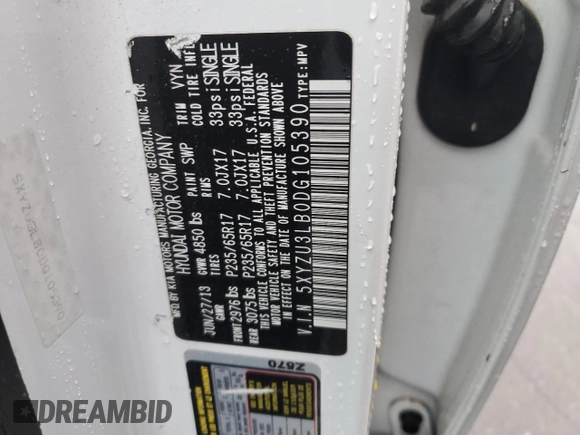 MFD BY KIA MOTORS MANUFACTURING GEORGIA, INC. FOR
HYUNDAI MOTOR COMPANY
JUN/27/13 GVWR 4850 lbs PAINT SWP TRIM VYN
GAWR TIRES RIMS COLD TIRE INFL
FRONT 2976 lbs P235/65R17 7.0JX17 33psi SINGLE
REAR 3075 lbs P235/65R17 7.0JX17 33psi SINGLE
THIS VEHICLE CONFORMS TO ALL APPLICABLE U.S.A. FEDERAL
MOTOR VEHICLE SAFETY AND THEFT PREVENTION STANDARDS
IN EFFECT ON THE DATE OF MANUFACTURE SHOWN ABOVE
V.I.N 5XYZU3LB0DG105390 TYPE: MPV
Z670
DREAMBID